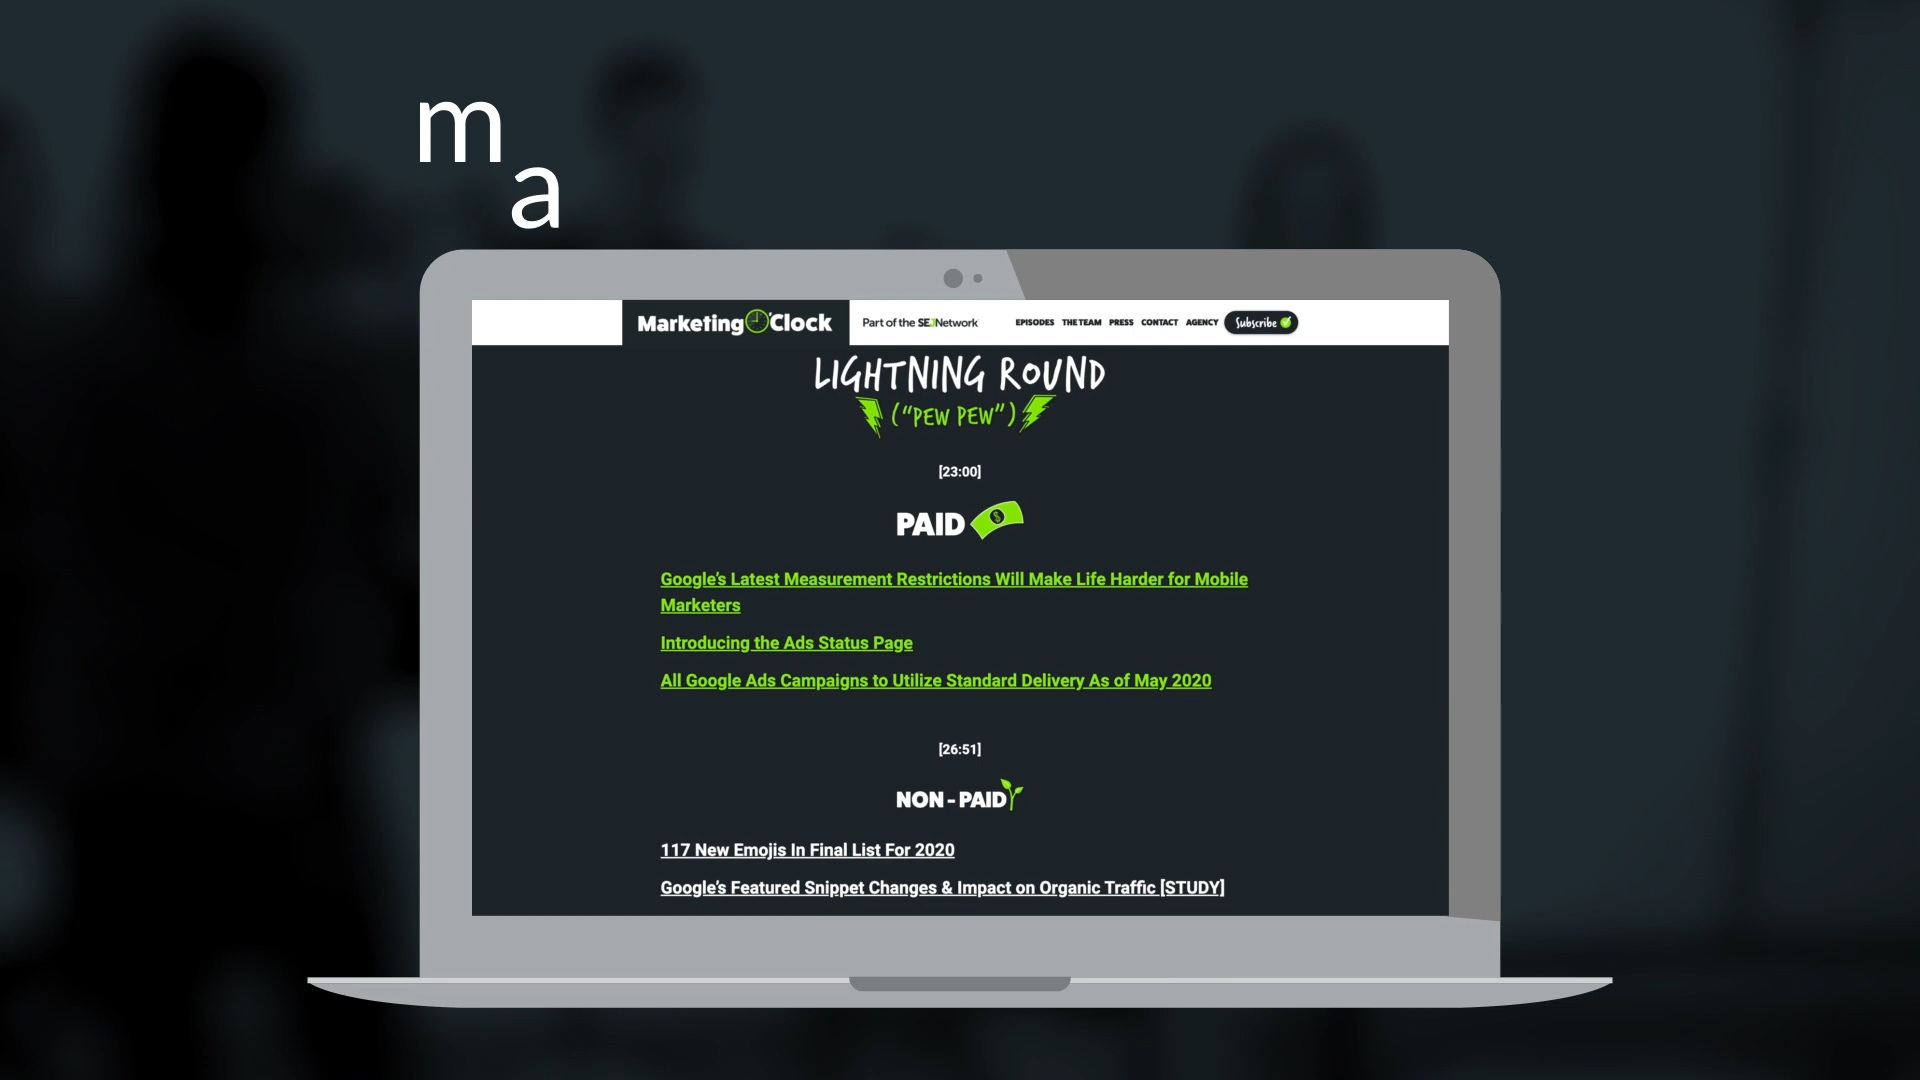 m
a
Marketing O'Clock
Part of the SEJ Network
EPISODES THE TEAM PRESS CONTACT AGENCY Subscribe
LIGHTNING ROUND
("PEW PEW")
[23:00]
PAID
$
Google's Latest Measurement Restrictions Will Make Life Harder for Mobile
Marketers
Introducing the Ads Status Page
All Google Ads Campaigns to Utilize Standard Delivery As of May 2020
[26:51]
NON-PAID
117 New Emojis In Final List For 2020
Google's Featured Snippet Changes & Impact on Organic Traffic [STUDY]